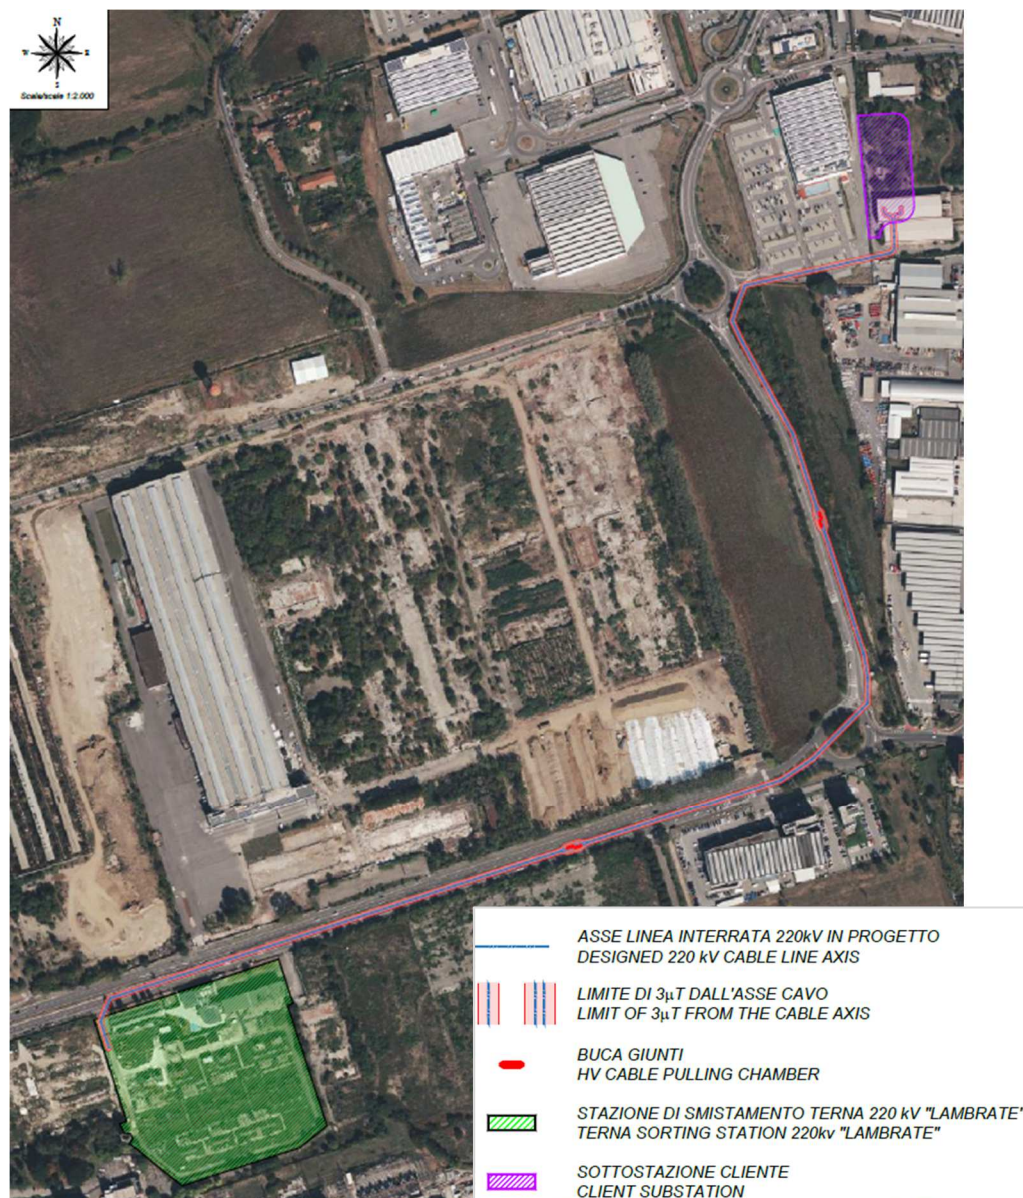 N
W
E
S
Scala/scale 1:2.000
ASSE LINEA INTERRATA 220kV IN PROGETTO
DESIGNED 220 kV CABLE LINE AXIS
LIMITE DI 3µT DALL'ASSE CAVO
LIMIT OF 3µT FROM THE CABLE AXIS
BUCA GIUNTI
HV CABLE PULLING CHAMBER
STAZIONE DI SMISTAMENTO TERNA 220 kV "LAMBRATE"
TERNA SORTING STATION 220kv "LAMBRATE"
SOTTOSTAZIONE CLIENTE
CLIENT SUBSTATION